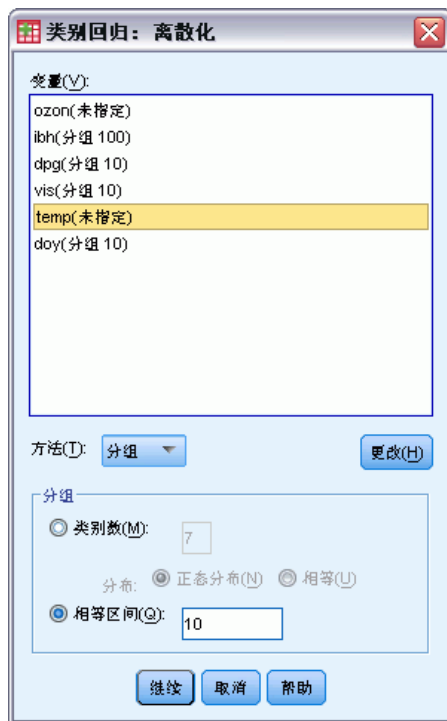 类别回归：离散化
变量(V):
ozon(未指定)
ibh(分组 100)
dpg(分组 10)
vis(分组 10)
temp(未指定)
doy(分组 10)
方法(T): 分组 更改(H)
分组
类别数(M): 7
分布: 正态分布(N) 相等(U)
相等区间(Q): 10
继续 取消 帮助